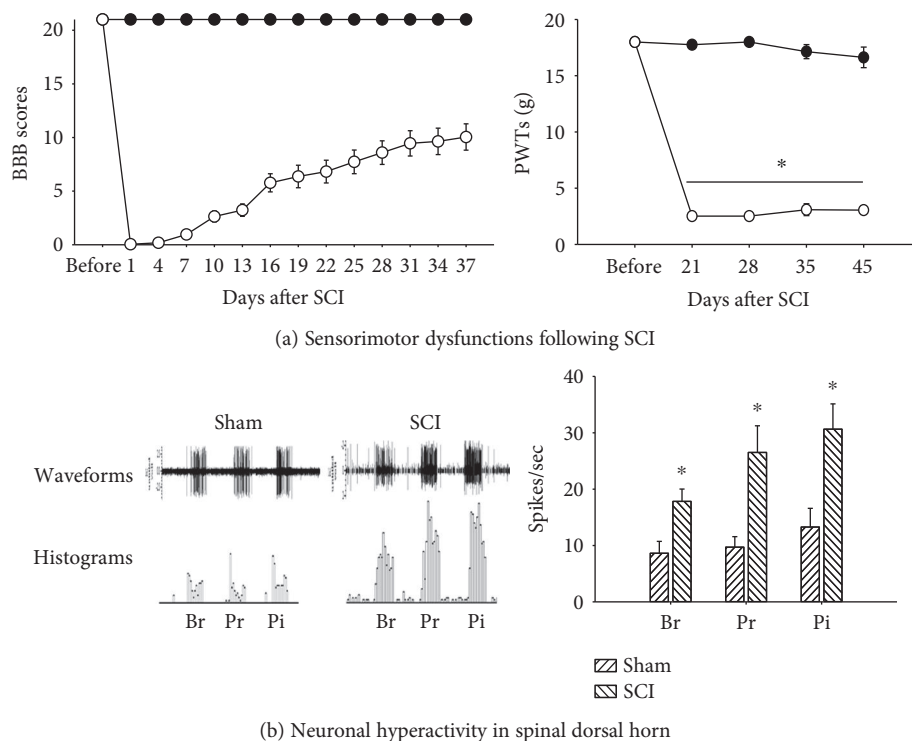 20
10
0
BBB scores
Before 1 4 7 10 13 16 19 22 25 28 31 34 37
Days after SCI
20
15
10
5
0
PWTs (g)
*
Before 21 28 35 45
Days after SCI
(a) Sensorimotor dysfunctions following SCI
Sham
SCI
Waveforms
Histograms
Br Pr Pi
Br Pr Pi
40
30
20
10
0
Spikes/sec
*
*
*
Br Pr Pi
Sham
SCI
(b) Neuronal hyperactivity in spinal dorsal horn